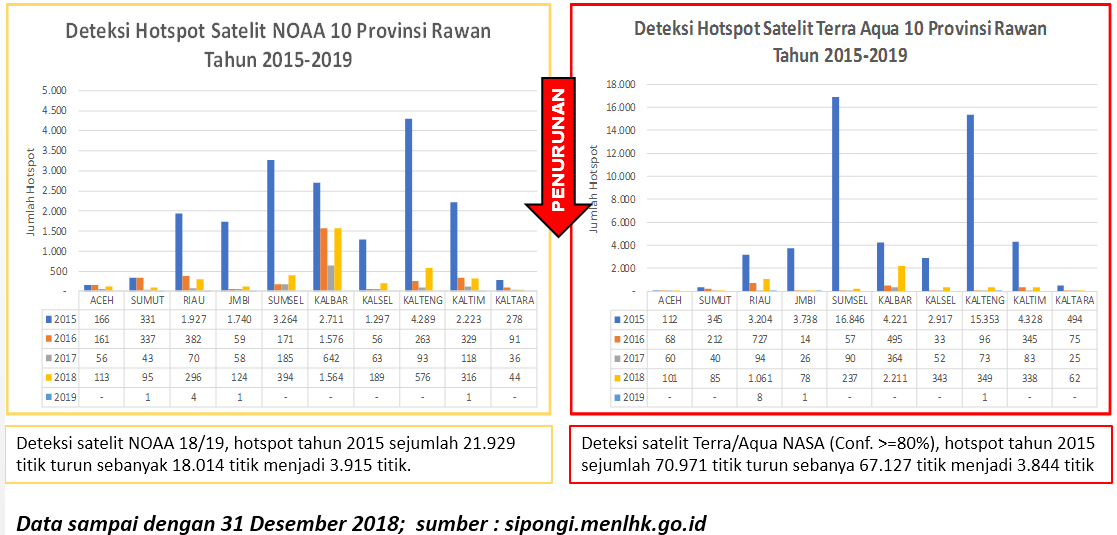 Deteksi Hotspot Satelit NOAA 10 Provinsi Rawan
Tahun 2015-2019
Jumlah Hotspot
5.000
4.500
4.000
3.500
3.000
2.500
2.000
1.500
1.000
500
-
ACEH SUMUT RIAU JMBI SUMSEL KALBAR KALSEL KALTENG KALTIM KALTARA
2015 166 331 1.927 1.740 3.264 2.711 1.297 4.289 2.223 278
2016 161 337 382 59 171 1.576 56 263 329 111
2017 56 43 70 58 185 642 63 93 118 36
2018 113 95 296 124 394 1.564 189 576 316 44
2019 - 1 4 1 - - - - 1 -
PENURUNAN
Deteksi Hotspot Satelit Terra Aqua 10 Provinsi Rawan
Tahun 2015-2019
Jumlah Hotspot
18.000
16.000
14.000
12.000
10.000
8.000
6.000
4.000
2.000
-
ACEH SUMUT RIAU JMBI SUMSEL KALBAR KALSEL KALTENG KALTIM KALTARA
2015 112 345 3.204 3.738 16.846 4.221 2.917 15.353 4.328 494
2016 68 212 727 14 57 495 33 96 345 75
2017 60 40 94 26 90 364 52 73 83 25
2018 101 85 1.061 78 237 2.211 343 349 338 62
2019 - - 8 1 - - - 1 - -
Deteksi satelit NOAA 18/19, hotspot tahun 2015 sejumlah 21.929
titik turun sebanyak 18.014 titik menjadi 3.915 titik.
Deteksi satelit Terra/Aqua NASA (Conf. >=80%), hotspot tahun 2015
sejumlah 70.971 titik turun sebanya 67.127 titik menjadi 3.844 titik
Data sampai dengan 31 Desember 2018; sumber : sipongi.menlhk.go.id